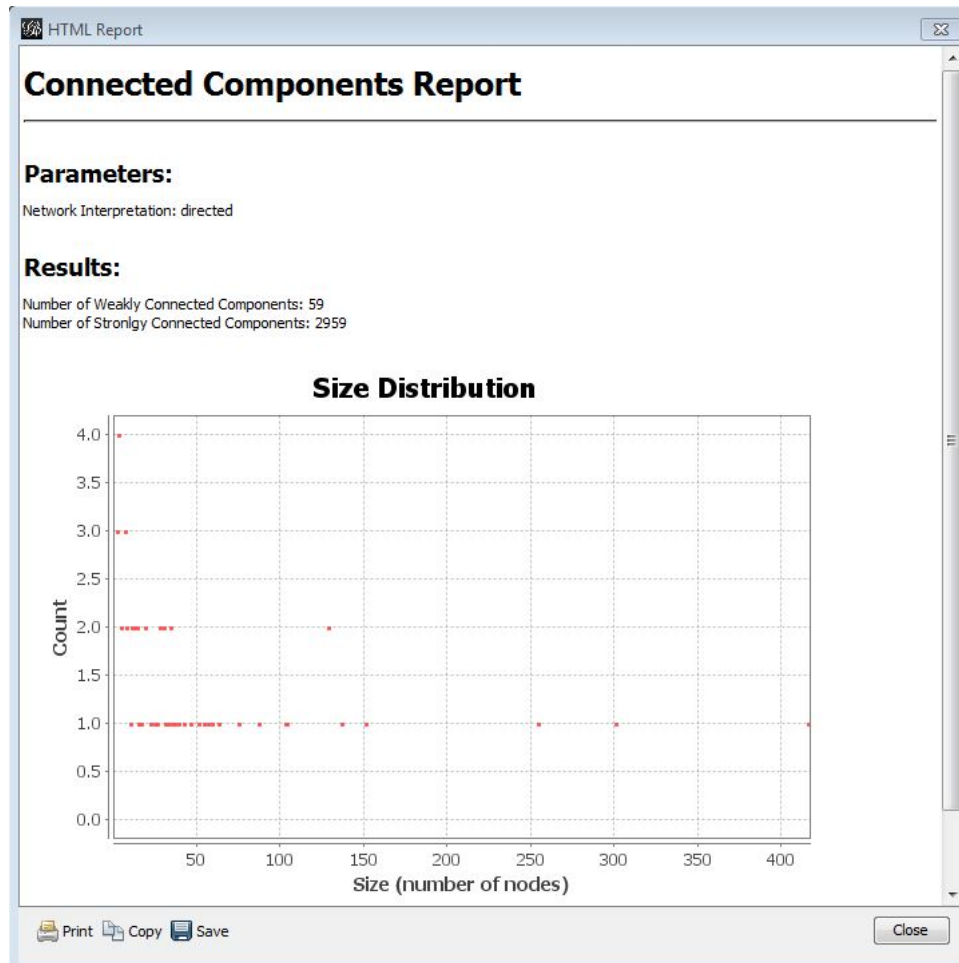 HTML Report
Connected Components Report
Parameters:
Network Interpretation: directed
Results:
Number of Weakly Connected Components: 59
Number of Stronlgy Connected Components: 2959
Size Distribution
4.0
3.5
3.0
2.5
2.0
1.5
1.0
0.5
0.0
Count
50 100 150 200 250 300 350 400
Size (number of nodes)
Print Copy Save Close